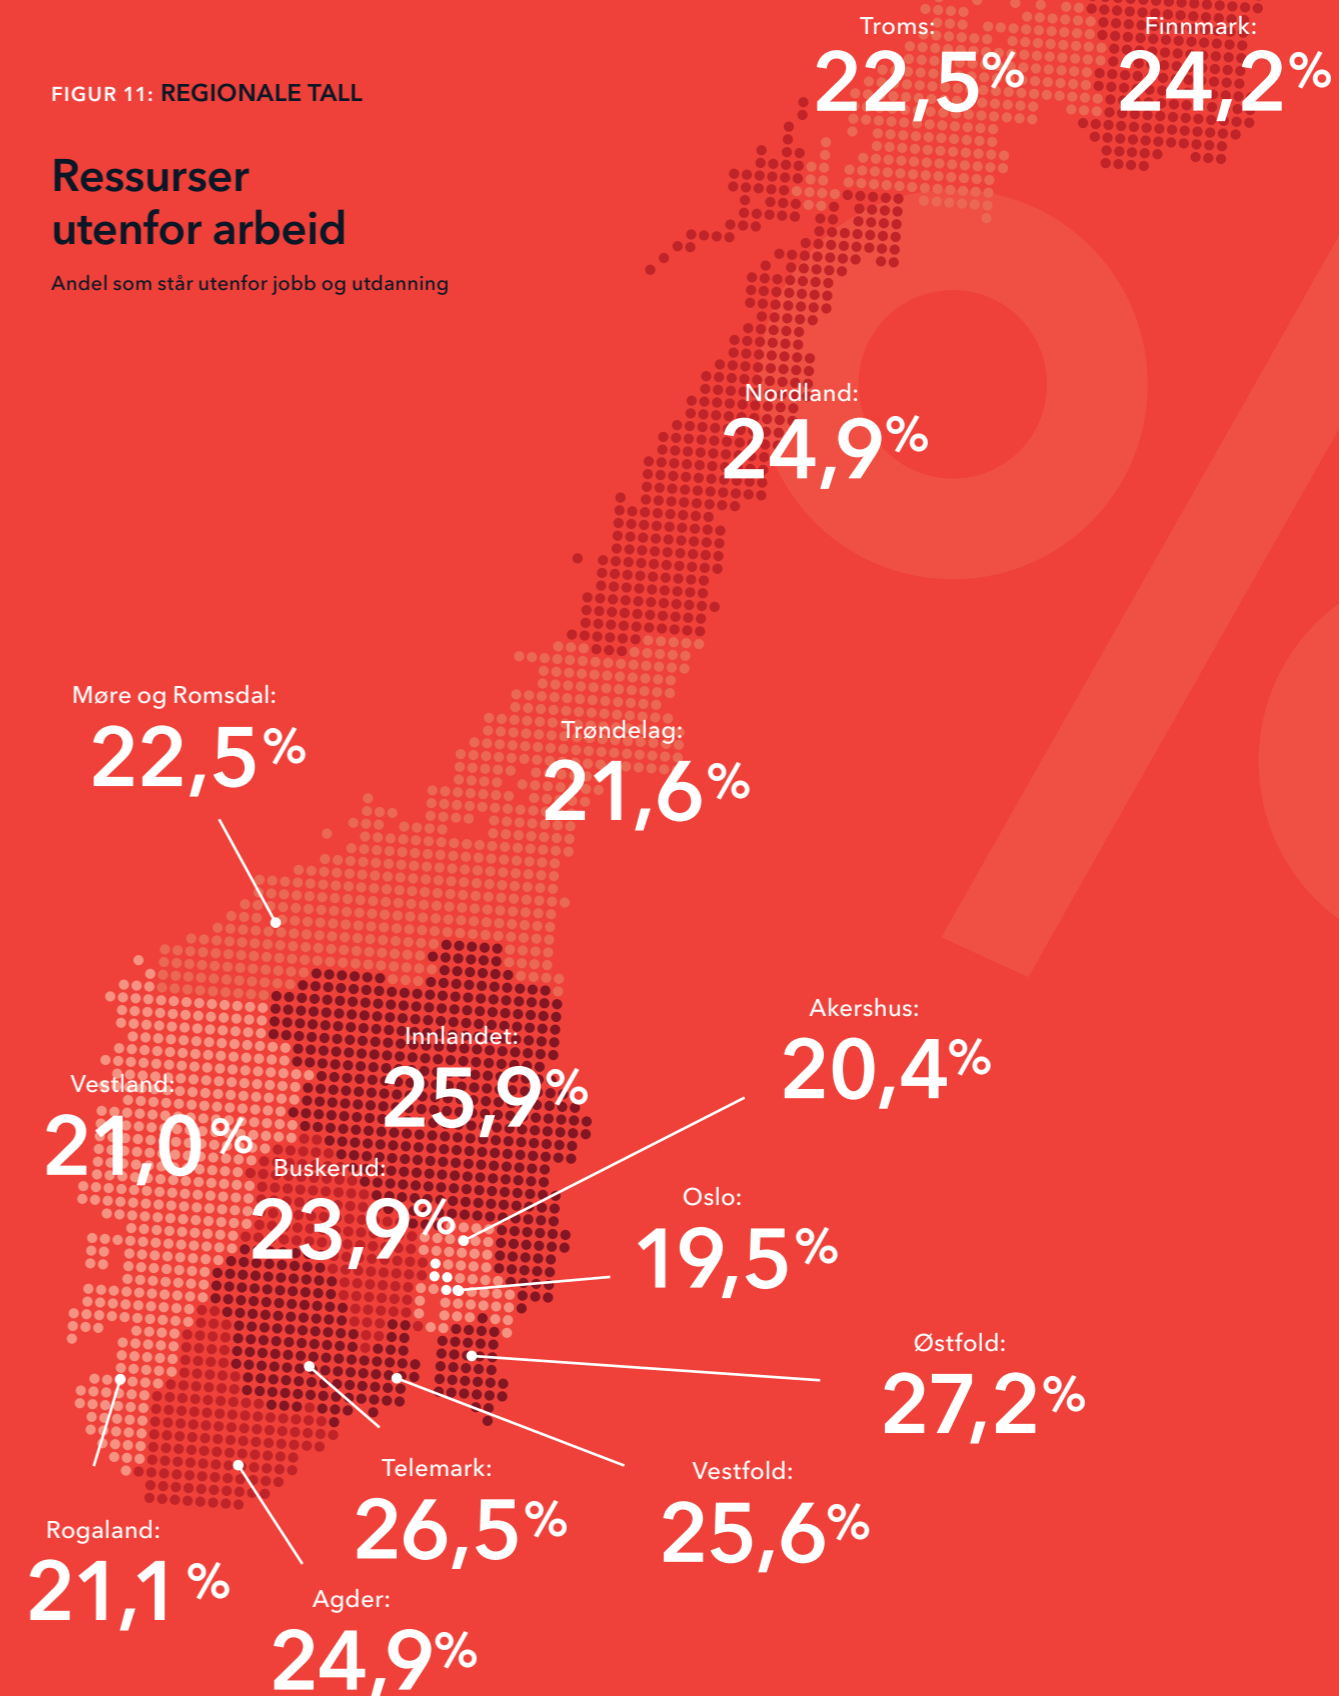 Troms:
22,5%
Finnmark:
24,2%
FIGUR 11: REGIONALE TALL
Ressurser
utenfor arbeid
Andel som står utenfor jobb og utdanning
Nordland:
24,9%
Møre og Romsdal:
22,5%
Trøndelag:
21,6%
Akershus:
20,4%
Innlandet:
25,9%
Vestland:
21,0%
Buskerud:
23,9%
Oslo:
19,5%
Østfold:
27,2%
Telemark:
26,5%
Vestfold:
25,6%
Rogaland:
21,1%
Agder:
24,9%